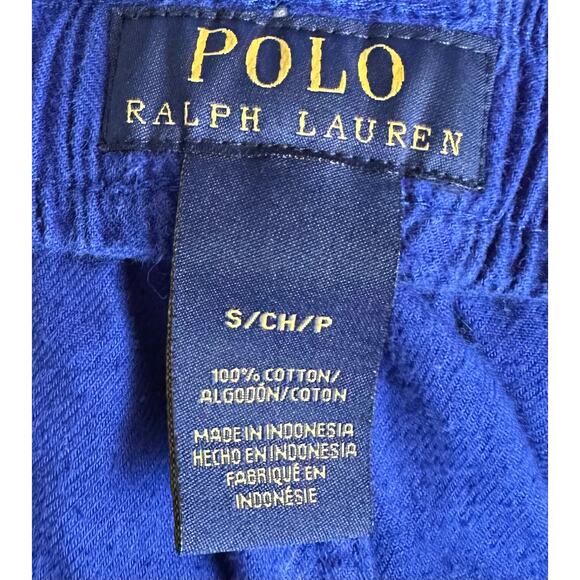 POLO
RALPH LAUREN
S/CH/P
100% COTTON/
ALGODÓN/COTON
MADE IN INDONESIA
HECHO EN INDONESIA
FABRIQUÉ EN
INDONÉSIE